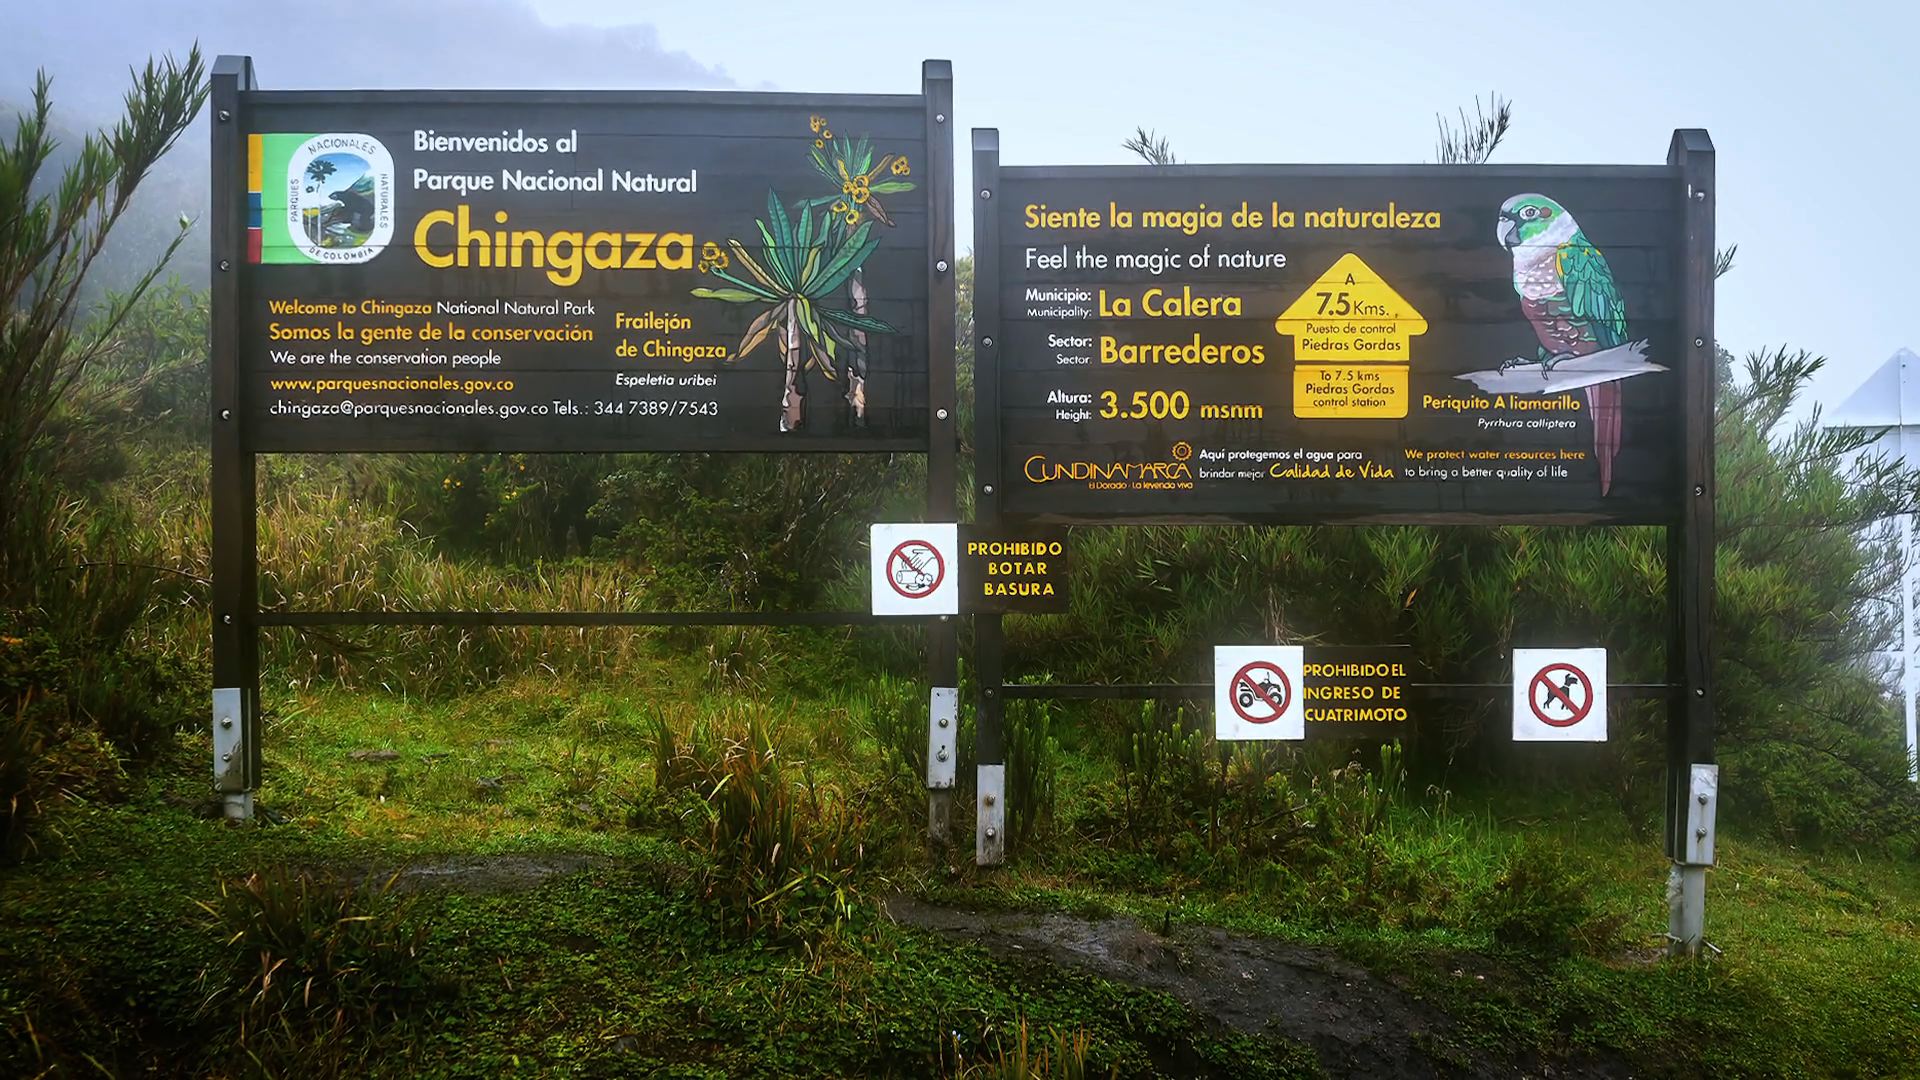 NACIONALES
PARQUES
NATURALES
DE COLOMBIA
Bienvenidos al
Parque Nacional Natural
Chingaza
Welcome to Chingaza National Natural Park
Somos la gente de la conservación
We are the conservation people
www.parquesnacionales.gov.co
chingaza@parquesnacionales.gov.co Tels.: 344 7389/7543
Frailejón
de Chingaza
Espeletia uribei
Siente la magia de la naturaleza
Feel the magic of nature
Municipio:
Municipality:
La Calera
Sector:
Sector:
Barrederos
Altura:
Height:
3.500 msnm
A
7.5 Kms.
Puesto de control
Piedras Gordas
To 7.5 kms
Piedras Gordas
control station
Periquito A liamarillo
Pyrrhura calliptera
CUNDINAMARCA
El Dorado - La leyenda viva
Aquí protegemos el agua para
brindar mejor Calidad de Vida
We protect water resources here
to bring a better quality of life
PROHIBIDO
BOTAR
BASURA
PROHIBIDO EL
INGRESO DE
CUATRIMOTO